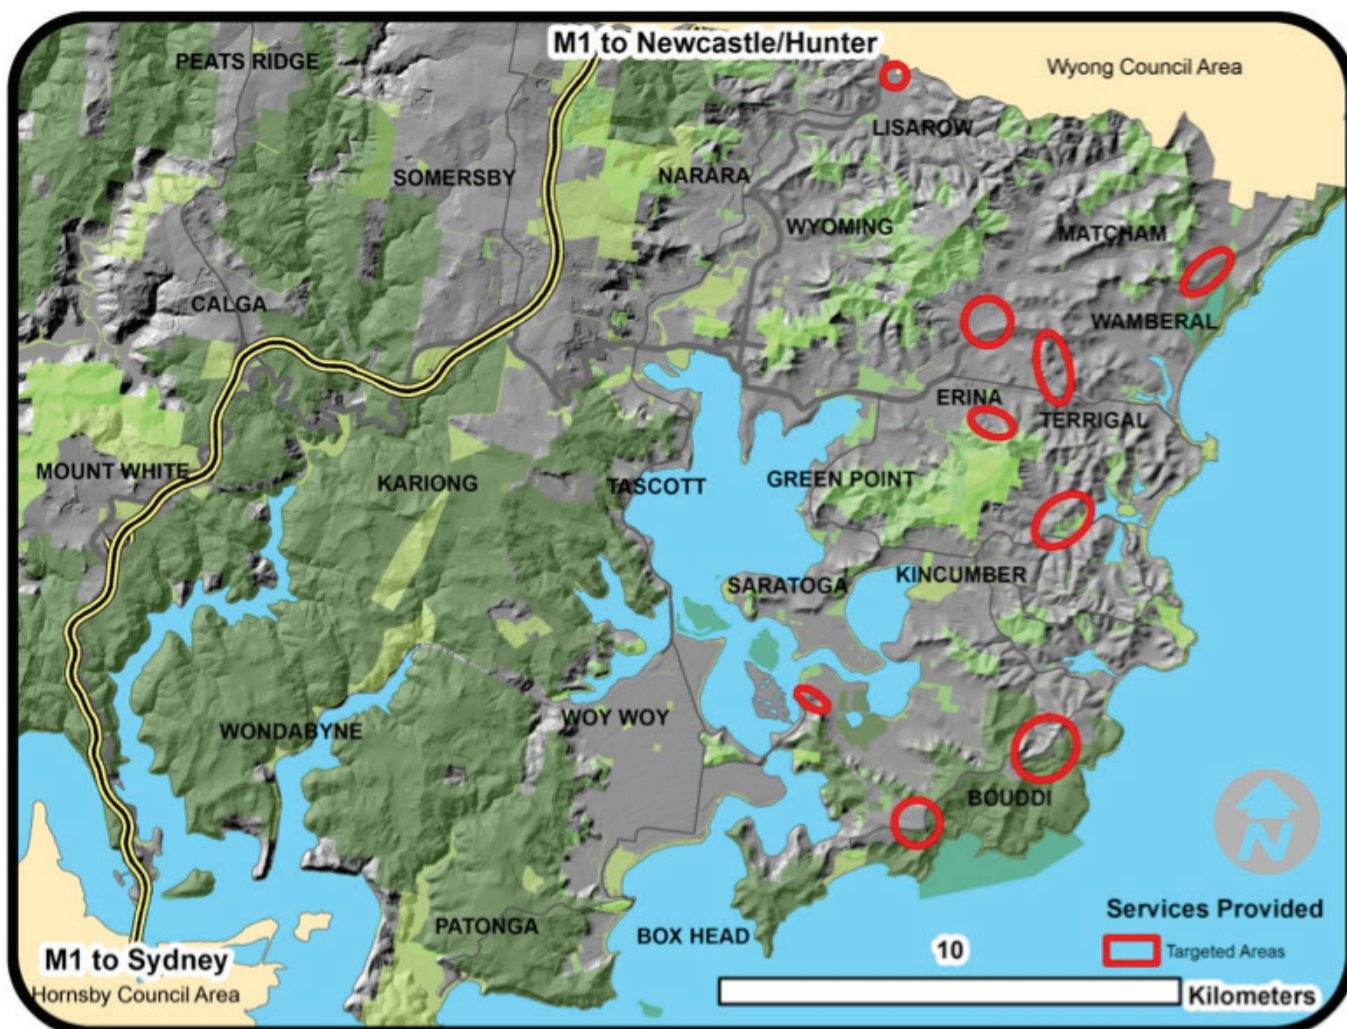 M1 to Newcastle/Hunter
PEATS RIDGE
Wyong Council Area
LISAROW
SOMERSBY
NARARA
WYOMING
MATCHAM
CALGA
WAMBERAL
ERINA
TERRIGAL
MOUNT WHITE
KARIONG
TASCOTT
GREEN POINT
SARATOGA
KINCUMBER
WONDABYNE
WOY WOY
BOUDDI
N
PATONGA
BOX HEAD
Services Provided
Targeted Areas
10
Kilometers
M1 to Sydney
Hornsby Council Area